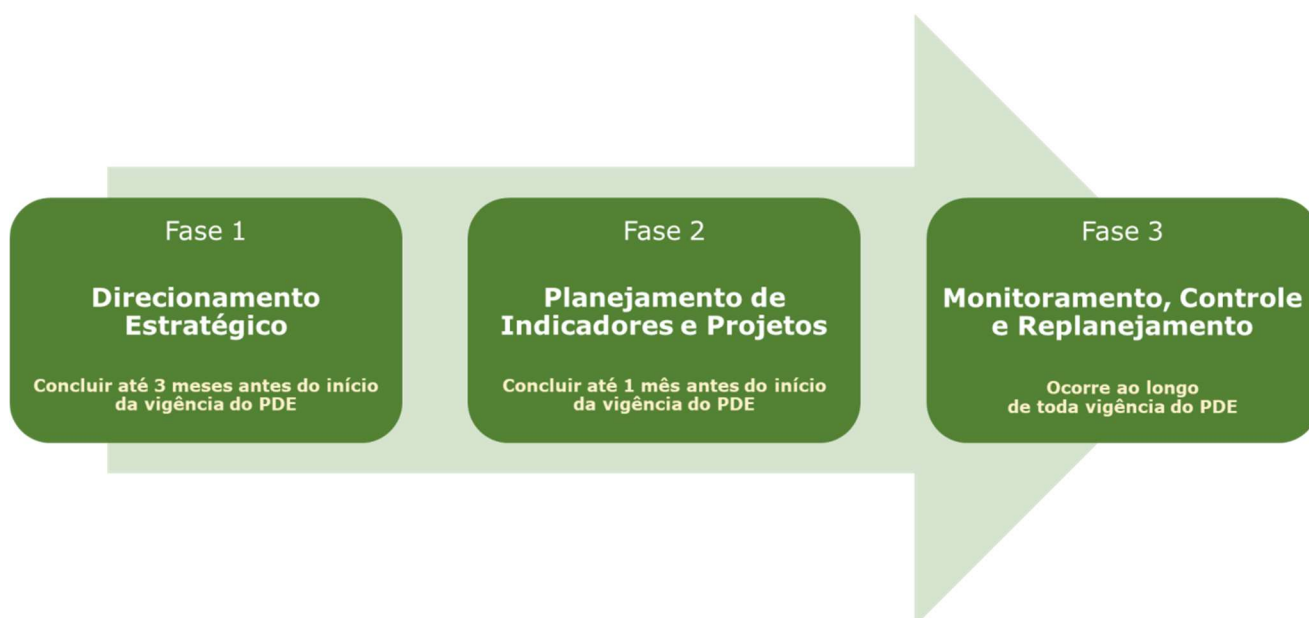 Fase 1
Direcionamento
Estratégico
Concluir até 3 meses antes do início
da vigência do PDE
Fase 2
Planejamento de
Indicadores e Projetos
Concluir até 1 mês antes do início
da vigência do PDE
Fase 3
Monitoramento, Controle
e Replanejamento
Ocorre ao longo
de toda vigência do PDE